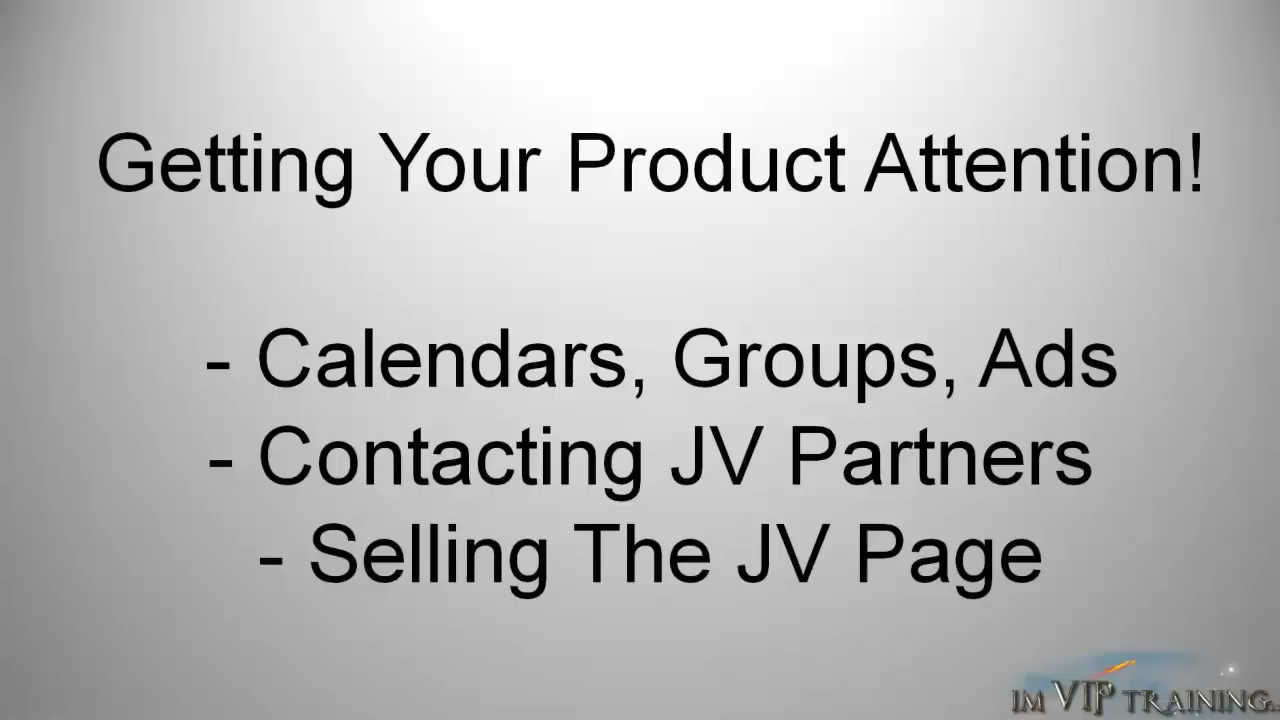 Getting Your Product Attention!
- Calendars, Groups, Ads
- Contacting JV Partners
- Selling The JV Page
IM VIP TRAINING..